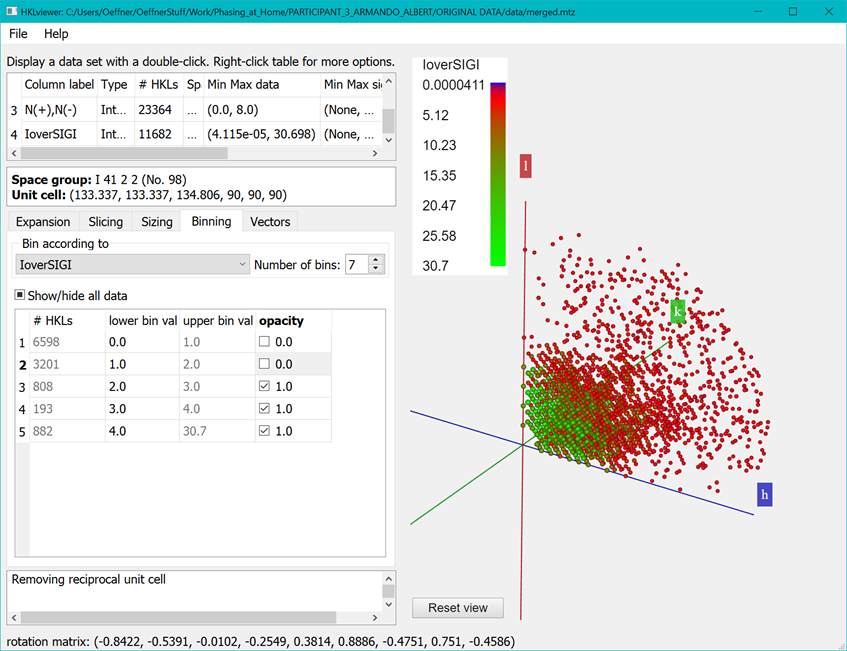 HKLviewer: C:/Users/Oeffner/OeffnerStuff/Work/Phasing_at_Home/PARTICIPANT_3_ARMANDO_ALBERT/ORIGINAL DATA/data/merged.mtz
File Help
Display a data set with a double-click. Right-click table for more options.
Column label Type # HKLs Sp Min Max data Min Max si
3 N(+),N(-) Int... 23364 ... (0.0, 8.0) (None, ...
4 IoverSIGI Int... 11682 ... (4.115e-05, 30.698) (None, ...
Space group: I 41 2 2 (No. 98)
Unit cell: (133.337, 133.337, 134.806, 90, 90, 90)
Expansion Slicing Sizing Binning Vectors
Bin according to
IoverSIGI Number of bins: 7
Show/hide all data
# HKLs lower bin val upper bin val opacity
1 6598 0.0 1.0 0.0
2 3201 1.0 2.0 0.0
3 808 2.0 3.0 1.0
4 193 3.0 4.0 1.0
5 882 4.0 30.7 1.0
Removing reciprocal unit cell
IoverSIGI
0.0000411
5.12
10.23
15.35
20.47
25.58
30.7
l
k
h
Reset view
rotation matrix: (-0.8422, -0.5391, -0.0102, -0.2549, 0.3814, 0.8886, -0.4751, 0.751, -0.4586)